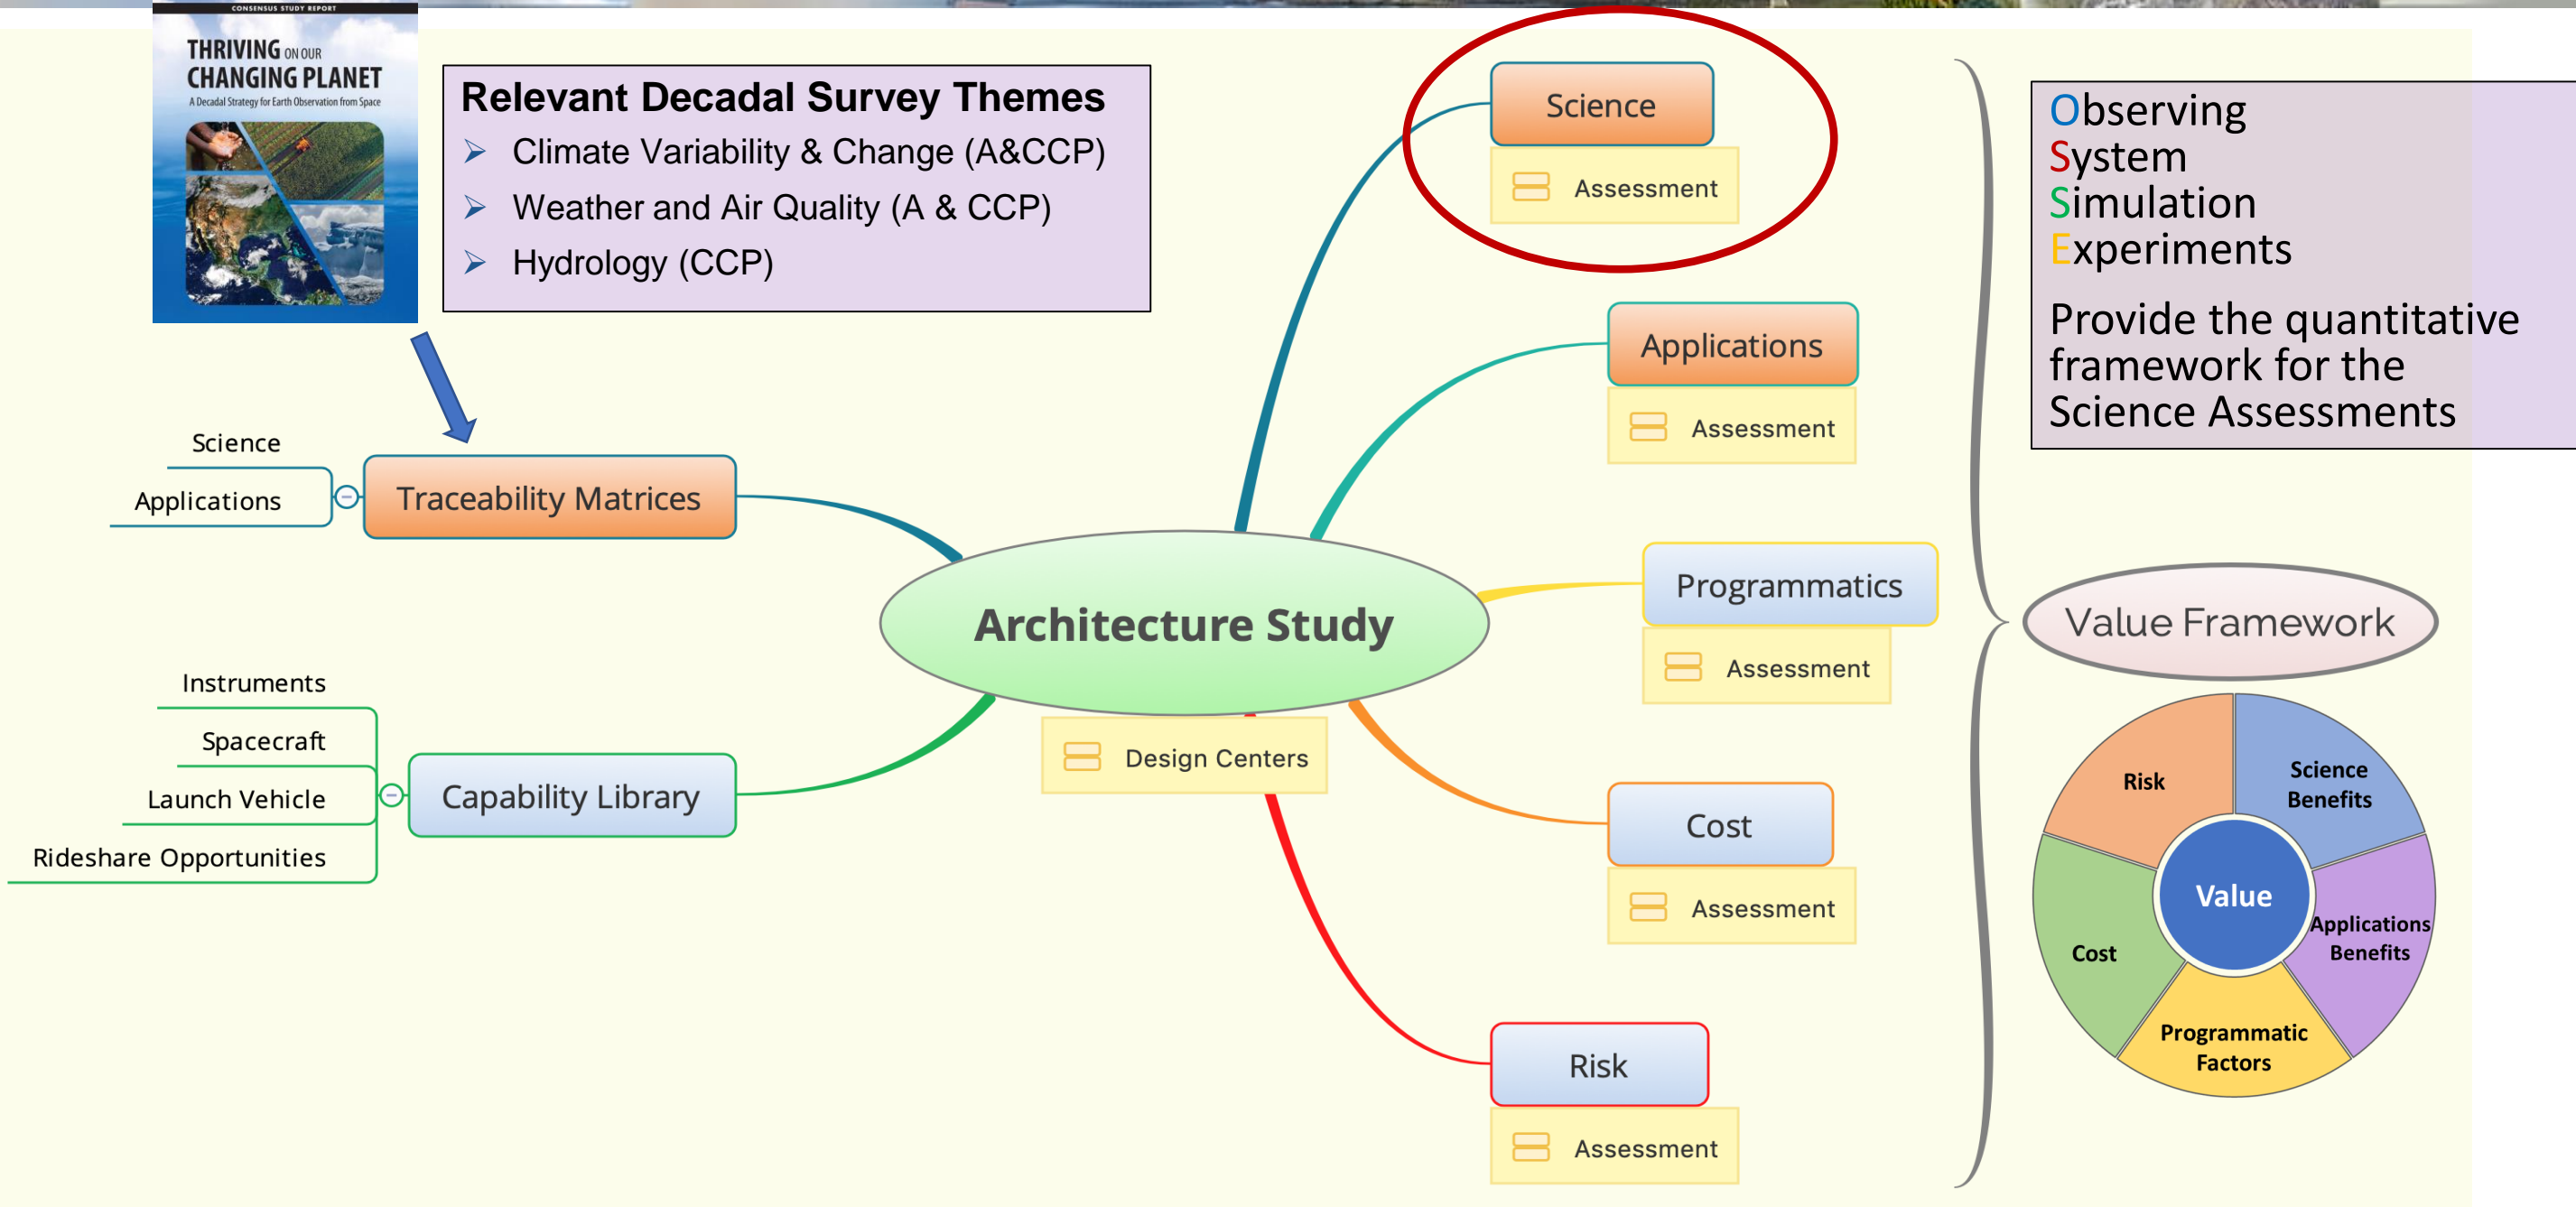 CONSENSUS STUDY REPORT
THRIVING ON OUR
CHANGING PLANET
A Decadal Strategy for Earth Observation from Space
Relevant Decadal Survey Themes
➢ Climate Variability & Change (A&CCP)
➢ Weather and Air Quality (A & CCP)
➢ Hydrology (CCP)
Science
Assessment
Applications
Assessment
Programmatics
Assessment
Cost
Assessment
Risk
Assessment
Observing
System
Simulation
Experiments
Provide the quantitative
framework for the
Science Assessments
Science
Applications
Traceability Matrices
Architecture Study
Design Centers
Instruments
Spacecraft
Launch Vehicle
Rideshare Opportunities
Capability Library
Value Framework
Risk
Science
Benefits
Value
Applications
Benefits
Cost
Programmatic
Factors